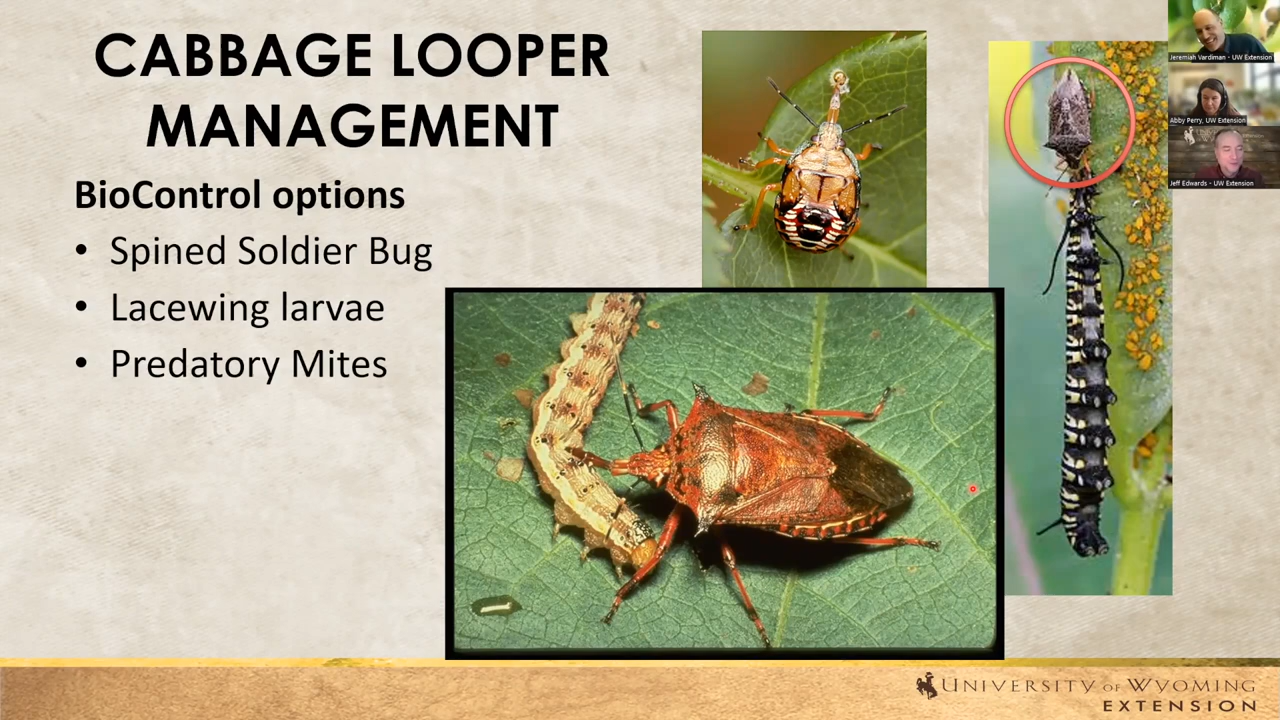 CABBAGE LOOPER
MANAGEMENT
BioControl options
• Spined Soldier Bug
• Lacewing larvae
• Predatory Mites
Jeremiah Vardiman - UW Extension
Abby Perry, UW Extension
Jeff Edwards - UW Extension
UNIVERSITY OF WYOMING
EXTENSION